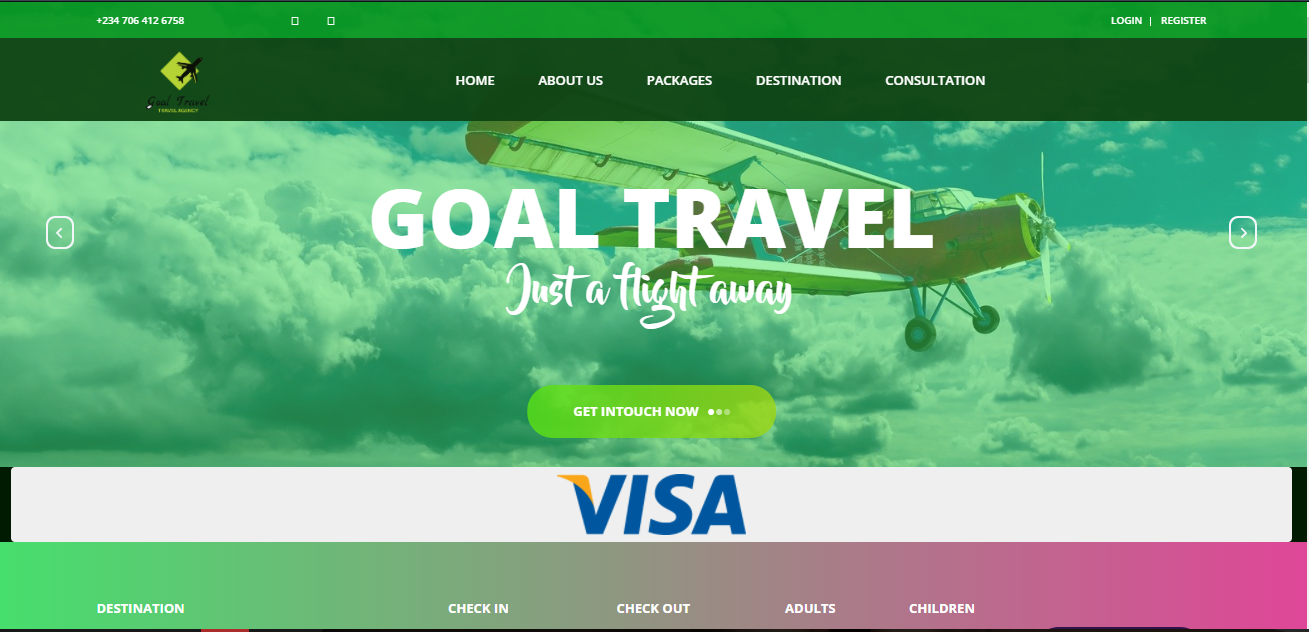 +234 706 412 6758
LOGIN | REGISTER
Goal Travel
TRAVEL AGENCY
HOME ABOUT US PACKAGES DESTINATION CONSULTATION
GOAL TRAVEL
Just a flight away
GET INTOUCH NOW
VISA
DESTINATION CHECK IN CHECK OUT ADULTS CHILDREN